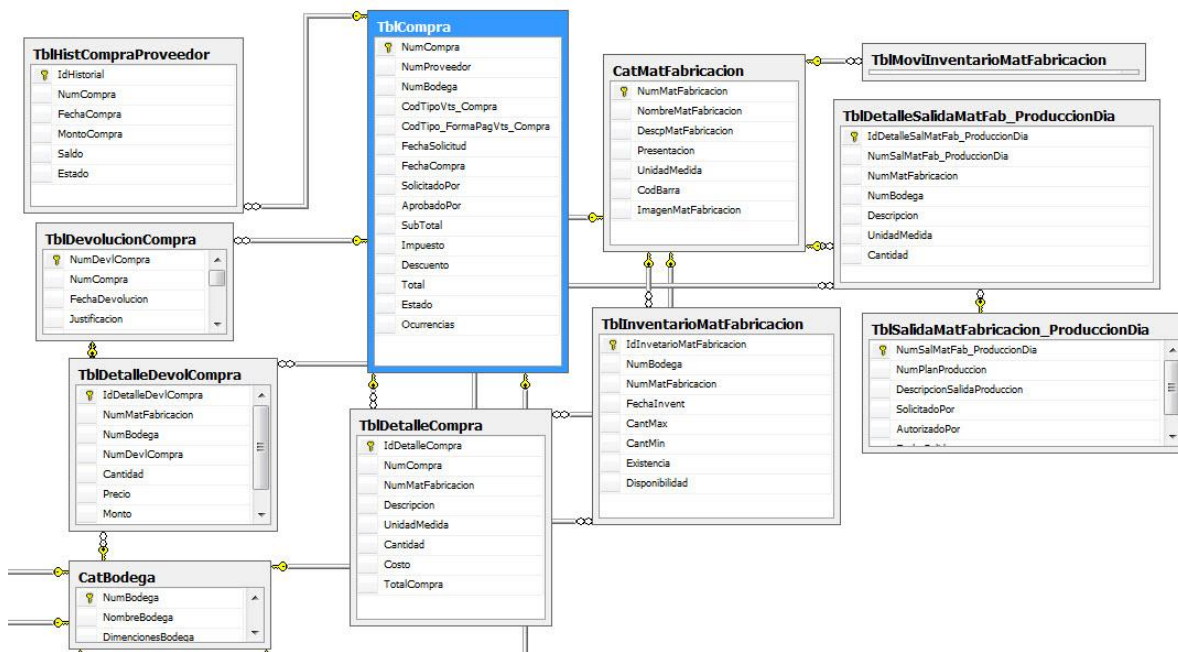 TblHistCompraProveedor
IdHistorial
NumCompra
FechaCompra
MontoCompra
Saldo
Estado
TblDevolucionCompra
NumDevlCompra
NumCompra
FechaDevolucion
Justificacion
TblDetalleDevolCompra
IdDetalleDevlCompra
NumMatFabricacion
NumBodega
NumDevlCompra
Cantidad
Precio
Monto
CatBodega
NumBodega
NombreBodega
DimencionesBodega
TblCompra
NumCompra
NumProveedor
NumBodega
CodTipoVts_Compra
CodTipo_FormaPagVts_Compra
FechaSolicitud
FechaCompra
SolicitadoPor
AprobadoPor
SubTotal
Impuesto
Descuento
Total
Estado
Ocurrencias
TblDetalleCompra
IdDetalleCompra
NumCompra
NumMatFabricacion
Descripcion
UnidadMedida
Cantidad
Costo
TotalCompra
CatMatFabricacion
NumMatFabricacion
NombreMatFabricacion
DescpMatFabricacion
Presentacion
UnidadMedida
CodBarra
ImagenMatFabricacion
TblInventarioMatFabricacion
IdInvetarioMatFabricacion
NumBodega
NumMatFabricacion
FechaInvent
CantMax
CantMin
Existencia
Disponibilidad
TblMoviInventarioMatFabricacion
TblDetalleSalidaMatFab_ProduccionDia
IdDetalleSalMatFab_ProduccionDia
NumSalMatFab_ProduccionDia
NumMatFabricacion
NumBodega
Descripcion
UnidadMedida
Cantidad
TblSalidaMatFabricacion_ProduccionDia
NumSalMatFab_ProduccionDia
NumPlanProduccion
DescripcionSalidaProduccion
SolicitadoPor
AutorizadoPor